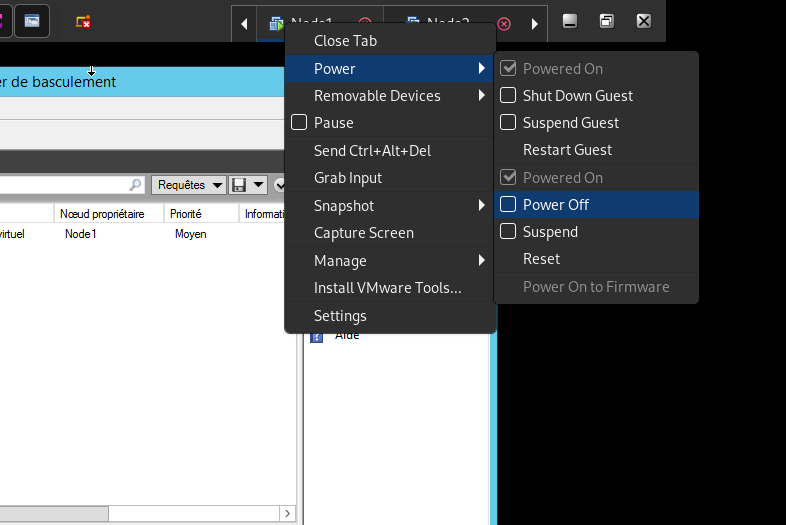 Node1
Node2
Close Tab
Power
Removable Devices
Pause
Send Ctrl+Alt+Del
Grab Input
Snapshot
Capture Screen
Manage
Install VMware Tools...
Settings
Powered On
Shut Down Guest
Suspend Guest
Restart Guest
Powered On
Power Off
Suspend
Reset
Power On to Firmware
er de basculement
Requêtes
Nœud propriétaire Priorité Informati
virtuel Node1 Moyen
Aide